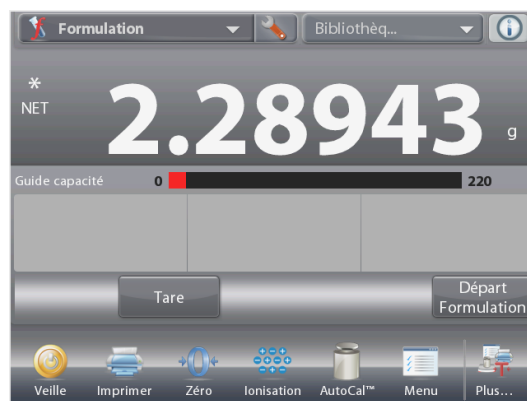 Formulation Bibliothèq...
*
NET 2.28943 g
Guide capacité 0 220
Tare Départ
Formulation
Veille Imprimer Zéro Ionisation AutoCal™ Menu Plus...